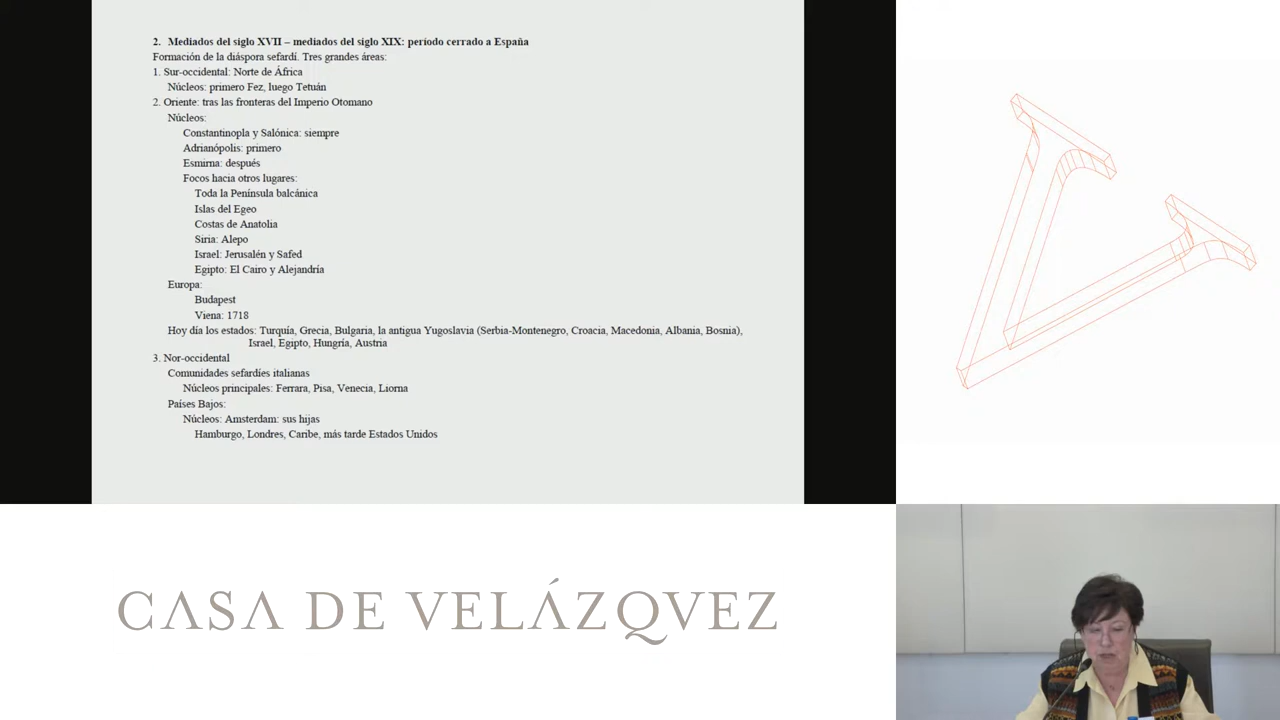 2. Mediados del siglo XVII – mediados del siglo XIX: período cerrado a España
Formación de la diáspora sefardí. Tres grandes áreas:
1. Sur-occidental: Norte de África
Núcleos: primero Fez, luego Tetuán
2. Oriente: tras las fronteras del Imperio Otomano
Núcleos:
Constantinopla y Salónica: siempre
Adrianópolis: primero
Esmirna: después
Focos hacia otros lugares:
Toda la Península balcánica
Islas del Egeo
Costas de Anatolia
Siria: Alepo
Israel: Jerusalén y Safed
Egipto: El Cairo y Alejandría
Europa:
Budapest
Viena: 1718
Hoy día los estados: Turquía, Grecia, Bulgaria, la antigua Yugoslavia (Serbia-Montenegro, Croacia, Macedonia, Albania, Bosnia),
Israel, Egipto, Hungría, Austria
3. Nor-occidental
Comunidades sefardíes italianas
Núcleos principales: Ferrara, Pisa, Venecia, Liorna
Países Bajos:
Núcleos: Amsterdam: sus hijas
Hamburgo, Londres, Caribe, más tarde Estados Unidos
CASA DE VELÁZQVEZ